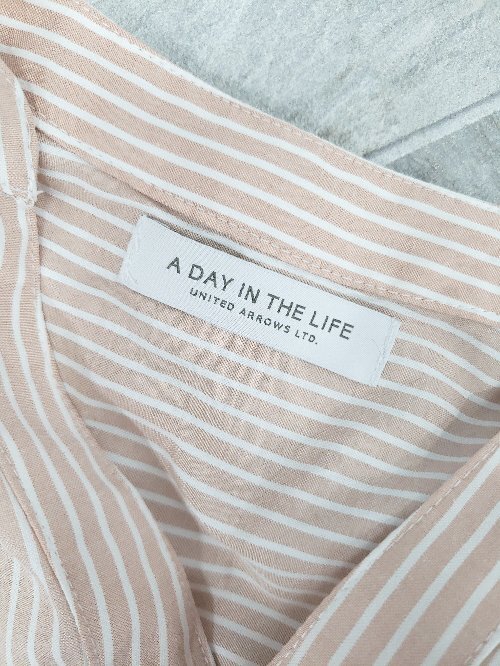 A DAY IN THE LIFE
UNITED ARROWS LTD.